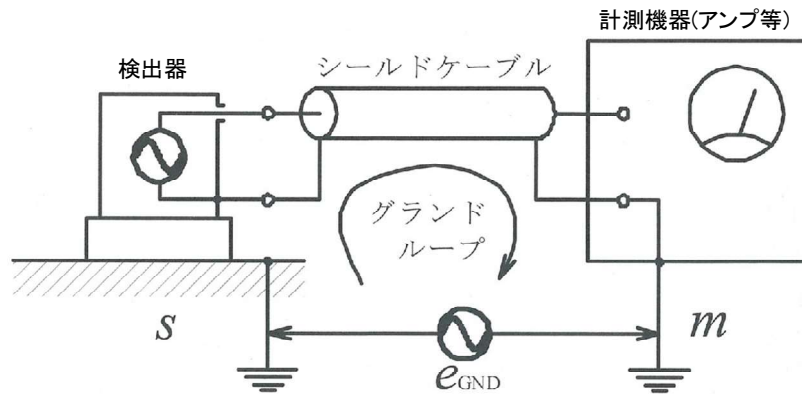 計測機器(アンプ等)
検出器
シールドケーブル
グランド
ループ
s
m
eGND